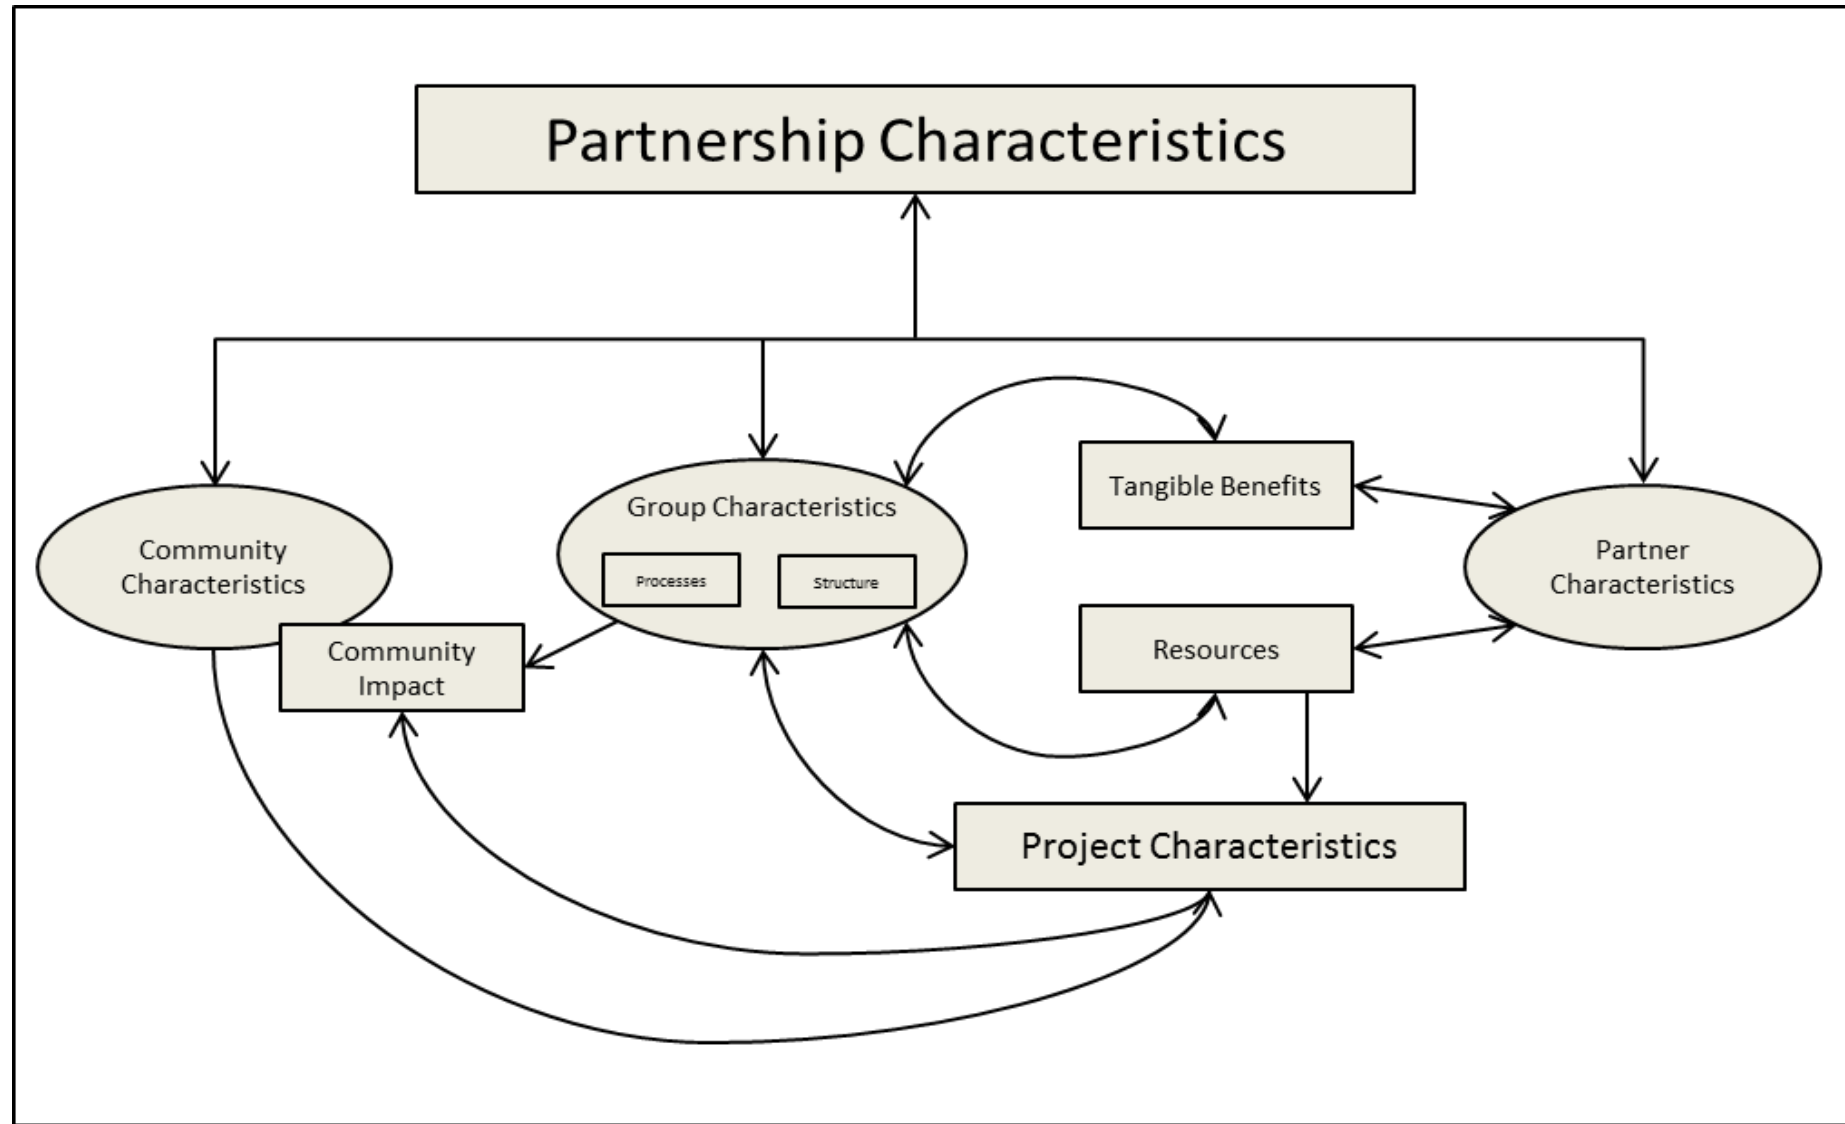 Partnership Characteristics
Community
Characteristics
Community
Impact
Group Characteristics
Processes
Structure
Tangible Benefits
Resources
Partner
Characteristics
Project Characteristics